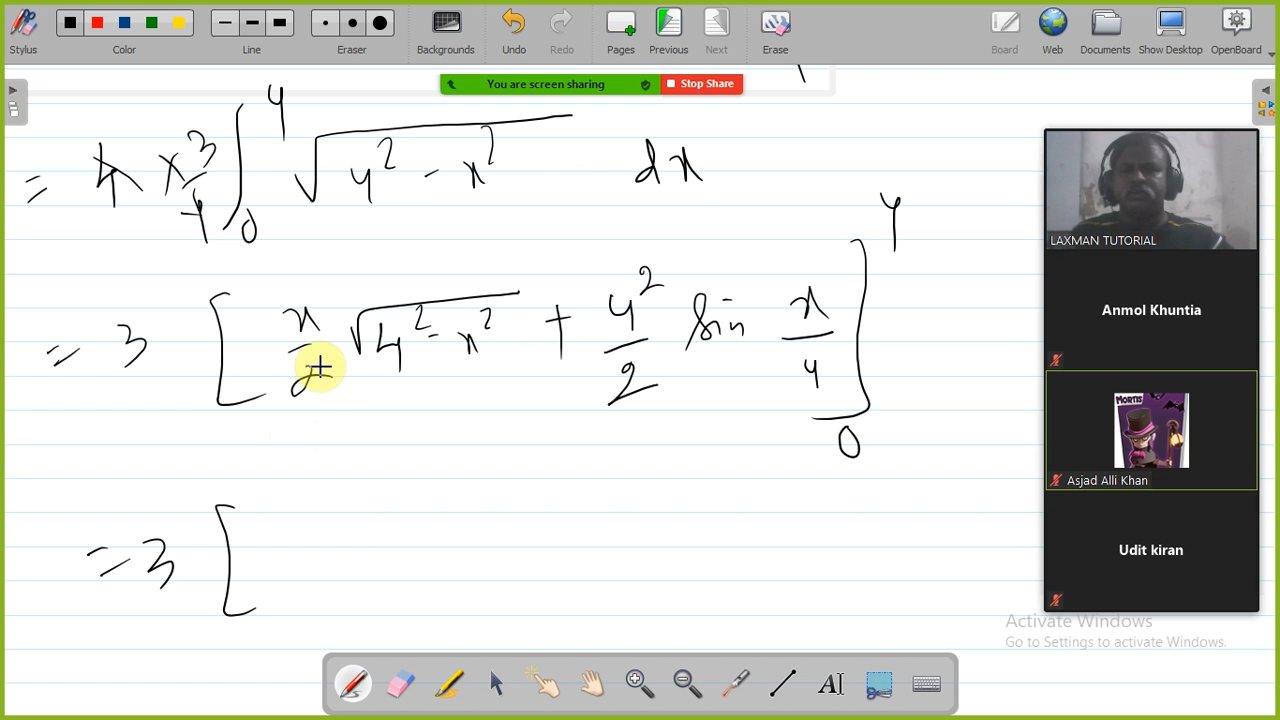 Stylus Color Line Eraser Backgrounds Undo Redo Pages Previous Next Erase Board Web Documents Show Desktop OpenBoard
You are screen sharing Stop Share
= 4 × 3/4 ∫₀⁴ √(4² - x²) dx
= 3 [ x/2 √(4² - x²) + 4²/2 sin x/4 ]₀⁴
= 3 [
LAXMAN TUTORIAL
Anmol Khuntia
MORTIS
Asjad Alli Khan
Udit kiran
Activate Windows
Go to Settings to activate Windows.